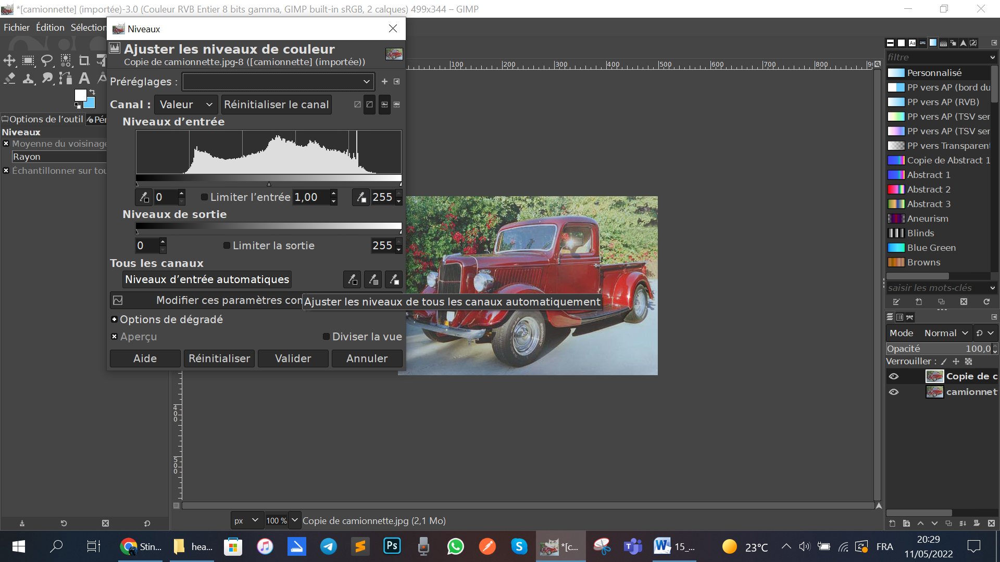 *[camionnette] (importée)-3.0 (Couleur RVB Entier 8 bits gamma, GIMP built-in sRGB, 2 calques) 499x344 – GIMP
Fichier Édition Sélection
Niveaux
Ajuster les niveaux de couleur
Copie de camionnette.jpg-8 ([camionnette] (importée))
Préréglages :
Canal : Valeur Réinitialiser le canal
Niveaux d’entrée
0 Limiter l’entrée 1,00 255
Niveaux de sortie
0 Limiter la sortie 255
Tous les canaux
Niveaux d’entrée automatiques
Modifier ces paramètres con
Ajuster les niveaux de tous les canaux automatiquement
Options de dégradé
Aperçu Diviser la vue
Aide Réinitialiser Valider Annuler
Options de l’outil Pér
Niveaux
Moyenne du voisinage
Rayon
Échantillonner sur tou
100 200 300 400 500 600 700 800 90
400
500
px 100 % Copie de camionnette.jpg (2,1 Mo)
filtre
Personnalisé
PP vers AP (bord du
PP vers AP (RVB)
PP vers AP (TSV ser
PP vers AP (TSV ser
PP vers Transparent
Copie de Abstract 1
Abstract 1
Abstract 2
Abstract 3
Aneurism
Blinds
Blue Green
Browns
saisir les mots-clés
Mode Normal
Opacité 100,0
Verrouiller :
Copie de c
camionnet
Stin... hea... Ps *[c... 15_... 23°C FRA
20:29
11/05/2022